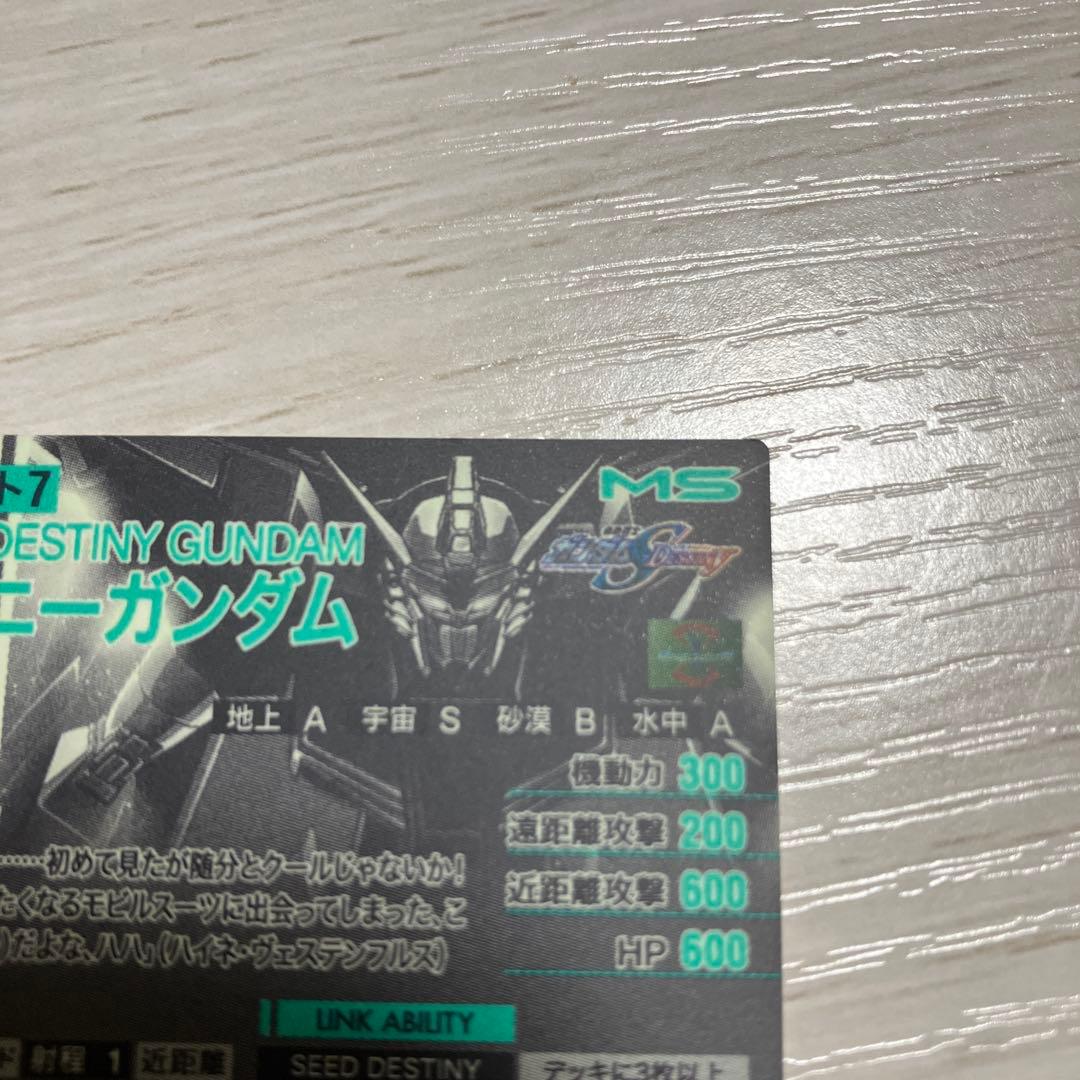 ト7
MS
DESTINY GUNDAM
ニーガンダム
地上 A 宇宙 S 砂漠 B 水中 A
機動力 300
遠距離攻撃 200
近距離攻撃 600
HP 600
……初めて見たが随分とクールじゃないか！
たくなるモビルスーツに出会ってしまった、こ
だよな、ハハ」（ハイネ・ヴェステンフルス）
LINK ABILITY
射程 1 近距離
SEED DESTINY
デッキに3枚以上